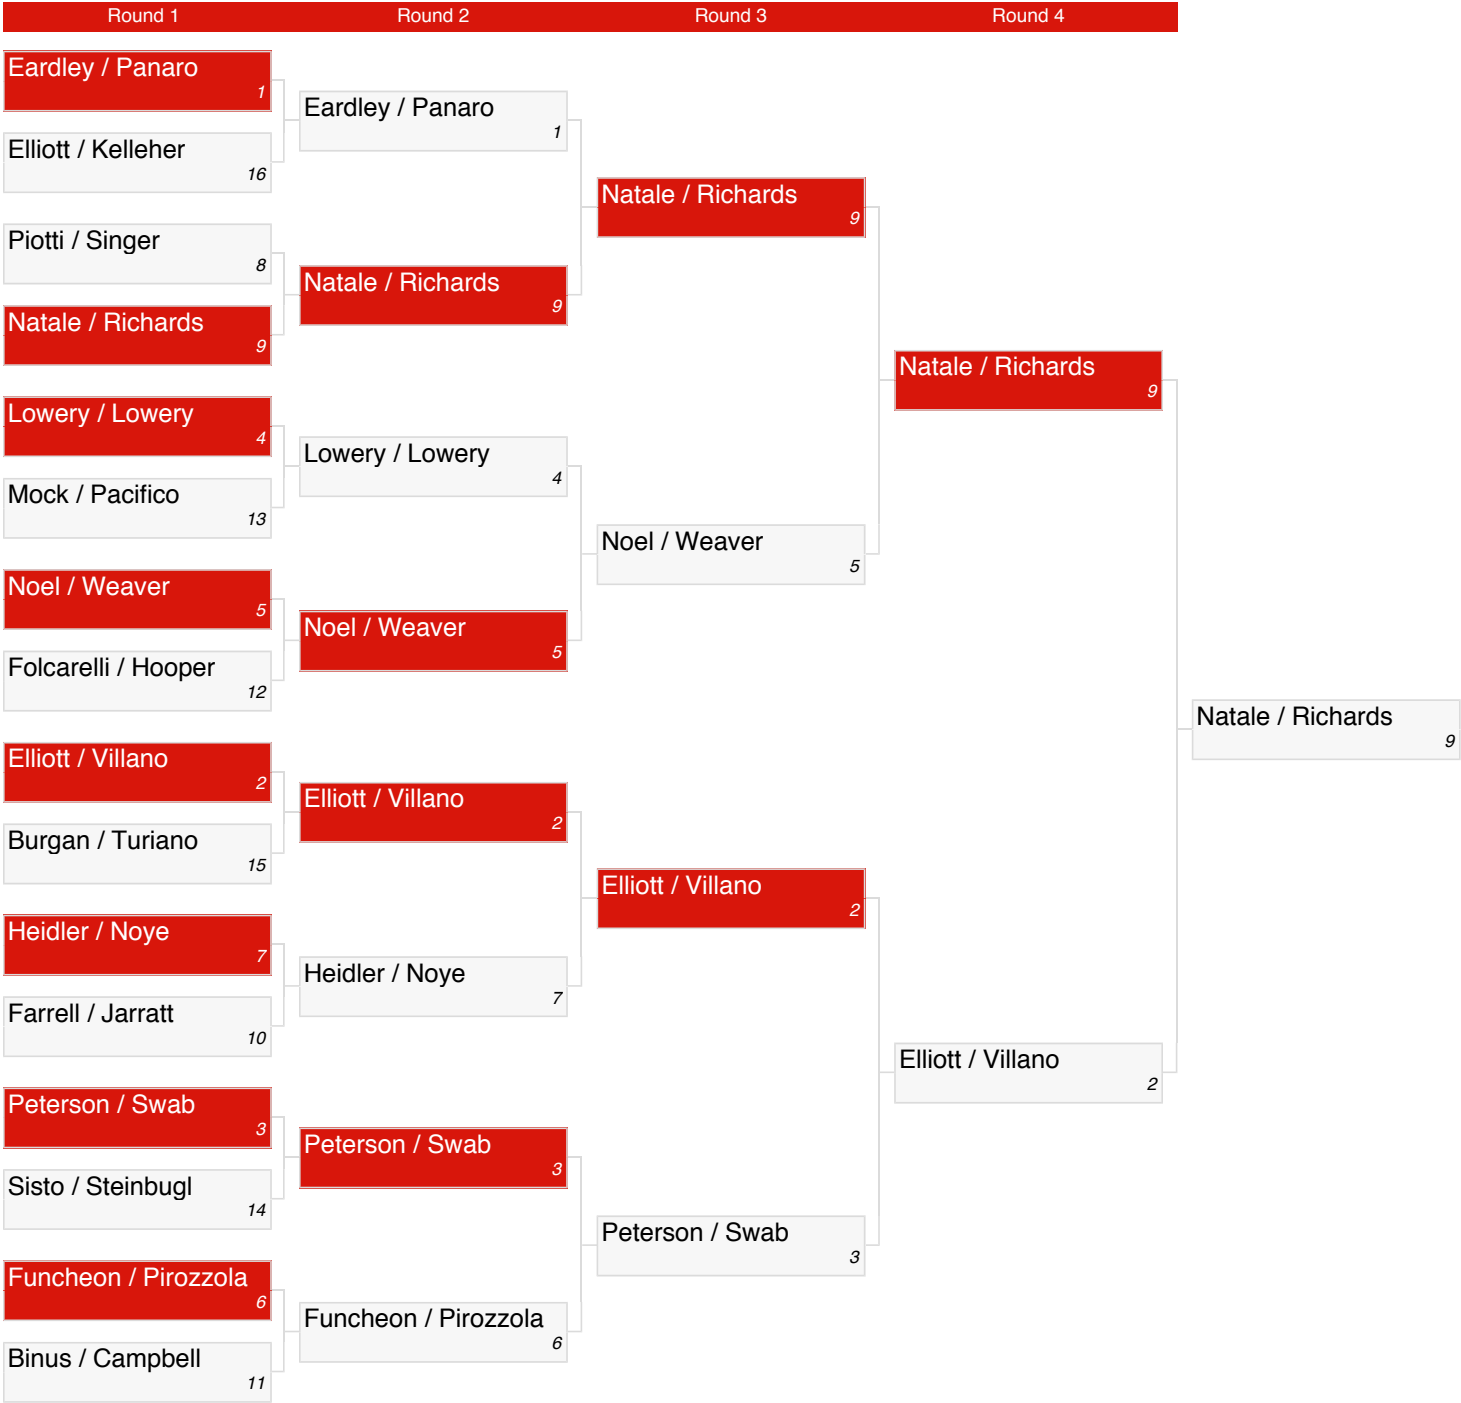 Round 1
Round 2
Round 3
Round 4
Eardley / Panaro
1
Elliott / Kelleher
16
Piotti / Singer
8
Natale / Richards
9
Lowery / Lowery
4
Mock / Pacifico
13
Noel / Weaver
5
Folcarelli / Hooper
12
Elliott / Villano
2
Burgan / Turiano
15
Heidler / Noye
7
Farrell / Jarratt
10
Peterson / Swab
3
Sisto / Steinbugl
14
Funcheon / Pirozzola
6
Binus / Campbell
11
Eardley / Panaro
1
Natale / Richards
9
Lowery / Lowery
4
Noel / Weaver
5
Elliott / Villano
2
Heidler / Noye
7
Peterson / Swab
3
Funcheon / Pirozzola
6
Natale / Richards
9
Noel / Weaver
5
Elliott / Villano
2
Peterson / Swab
3
Natale / Richards
9
Elliott / Villano
2
Natale / Richards
9